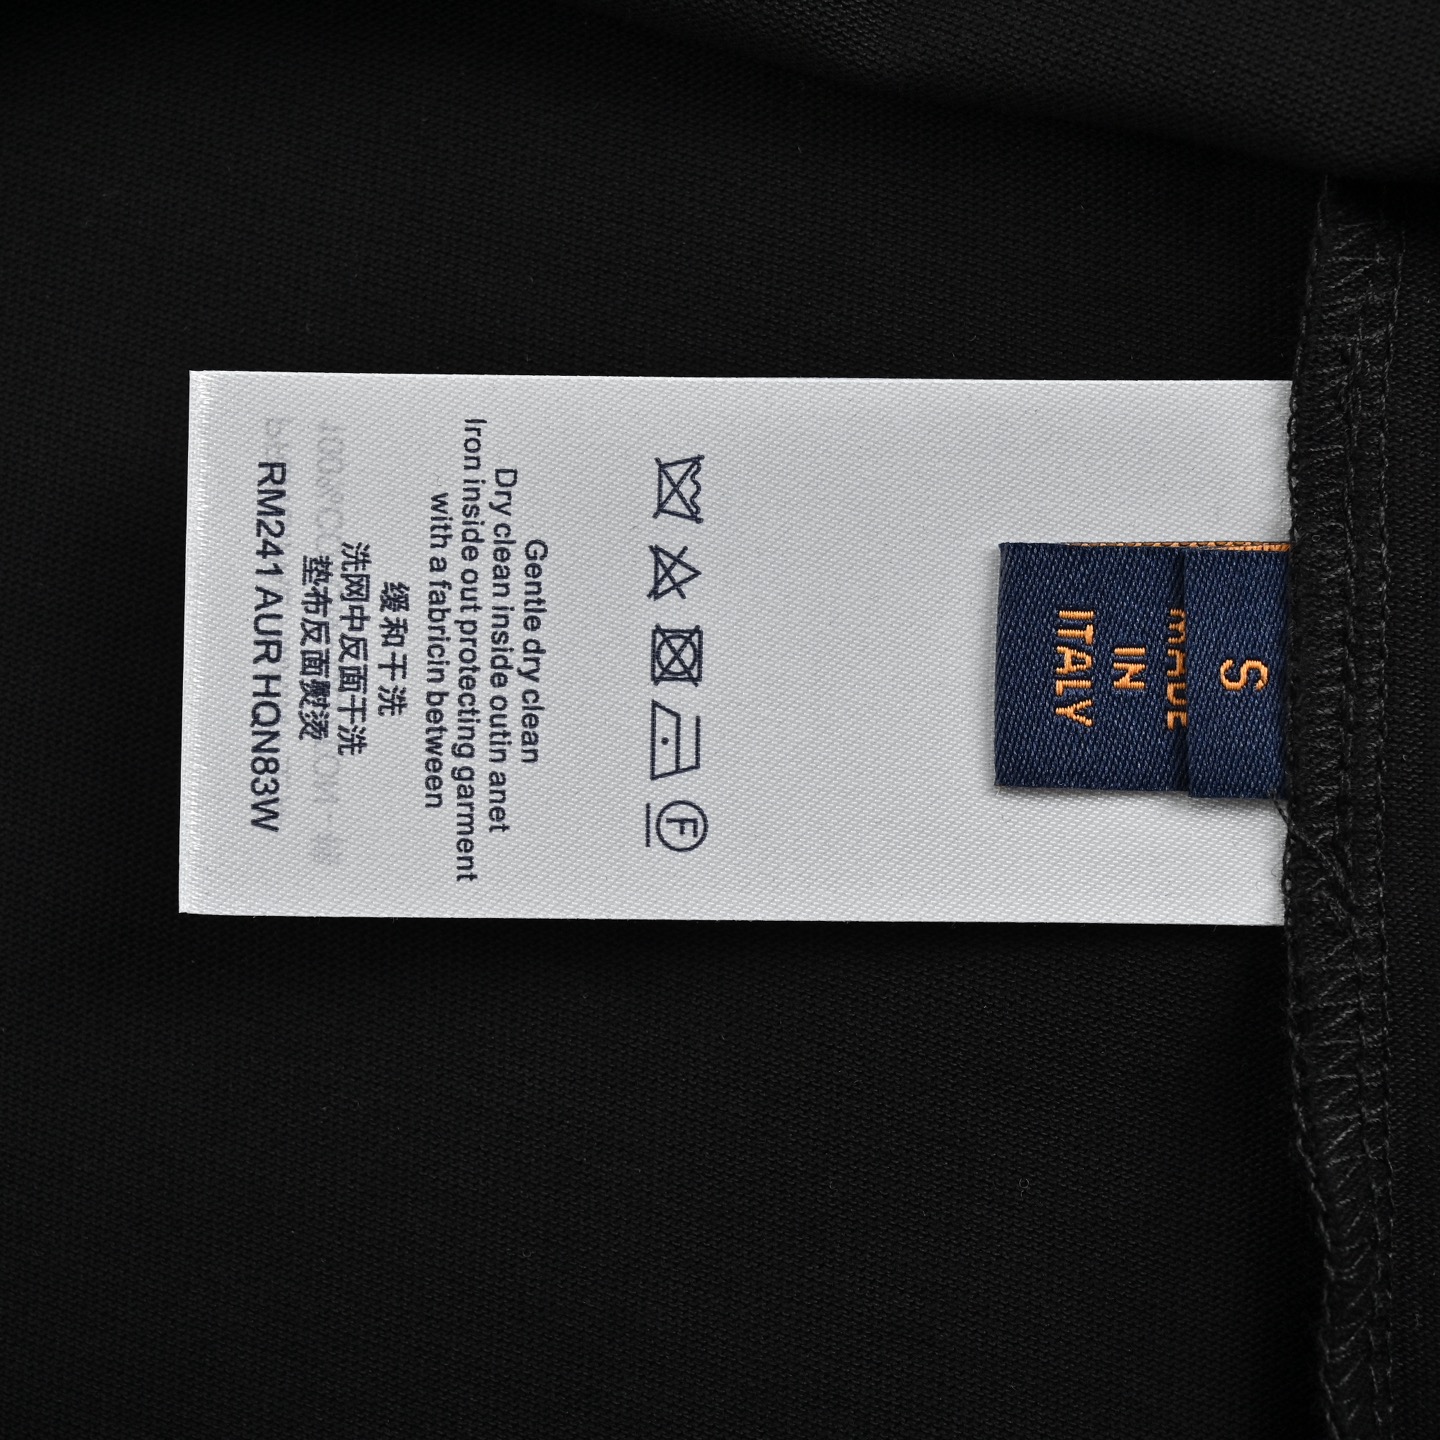 S
MADE
IN
ITALY
F
Gentle dry clean
Dry clean inside outin anet
Iron inside out protecting garment
with a fabricin between
缓和干洗
洗网中反面干洗
垫布反面熨烫
RM241 AUR HQN83W